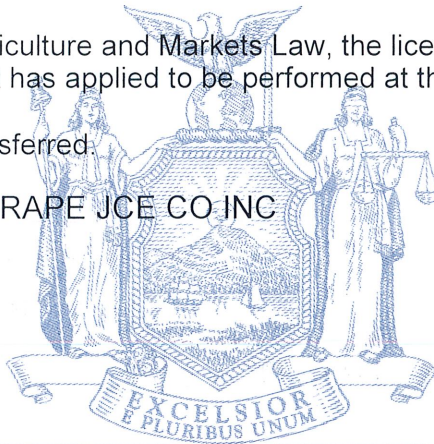 iculture and Markets Law, the lice
has applied to be performed at th
sferred.
RAPE JCE CO INC
EXCELSIOR
E PLURIBUS UNUM